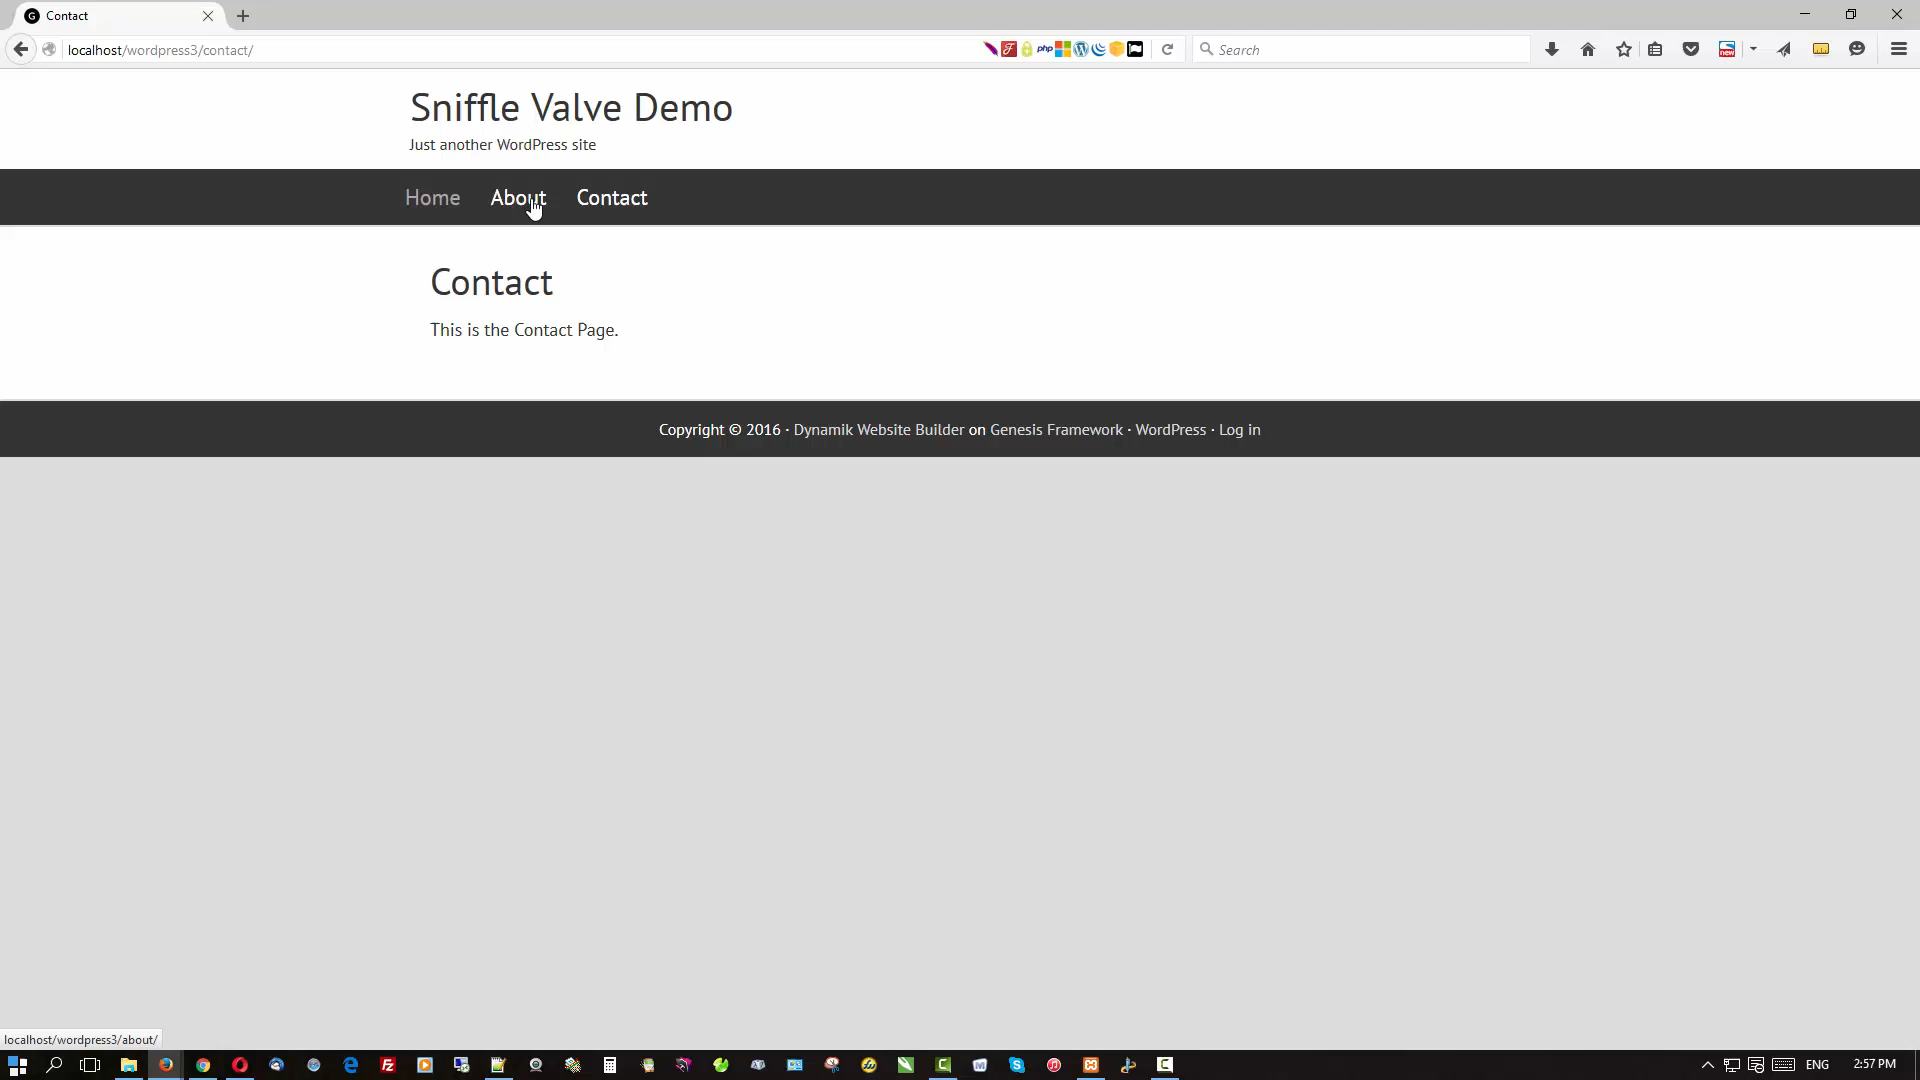 Contact
localhost/wordpress3/contact/
php
Search
new
Sniffle Valve Demo
Just another WordPress site
Home About Contact
Contact
This is the Contact Page.
Copyright © 2016 · Dynamik Website Builder on Genesis Framework · WordPress · Log in
localhost/wordpress3/about/
ENG 2:57 PM